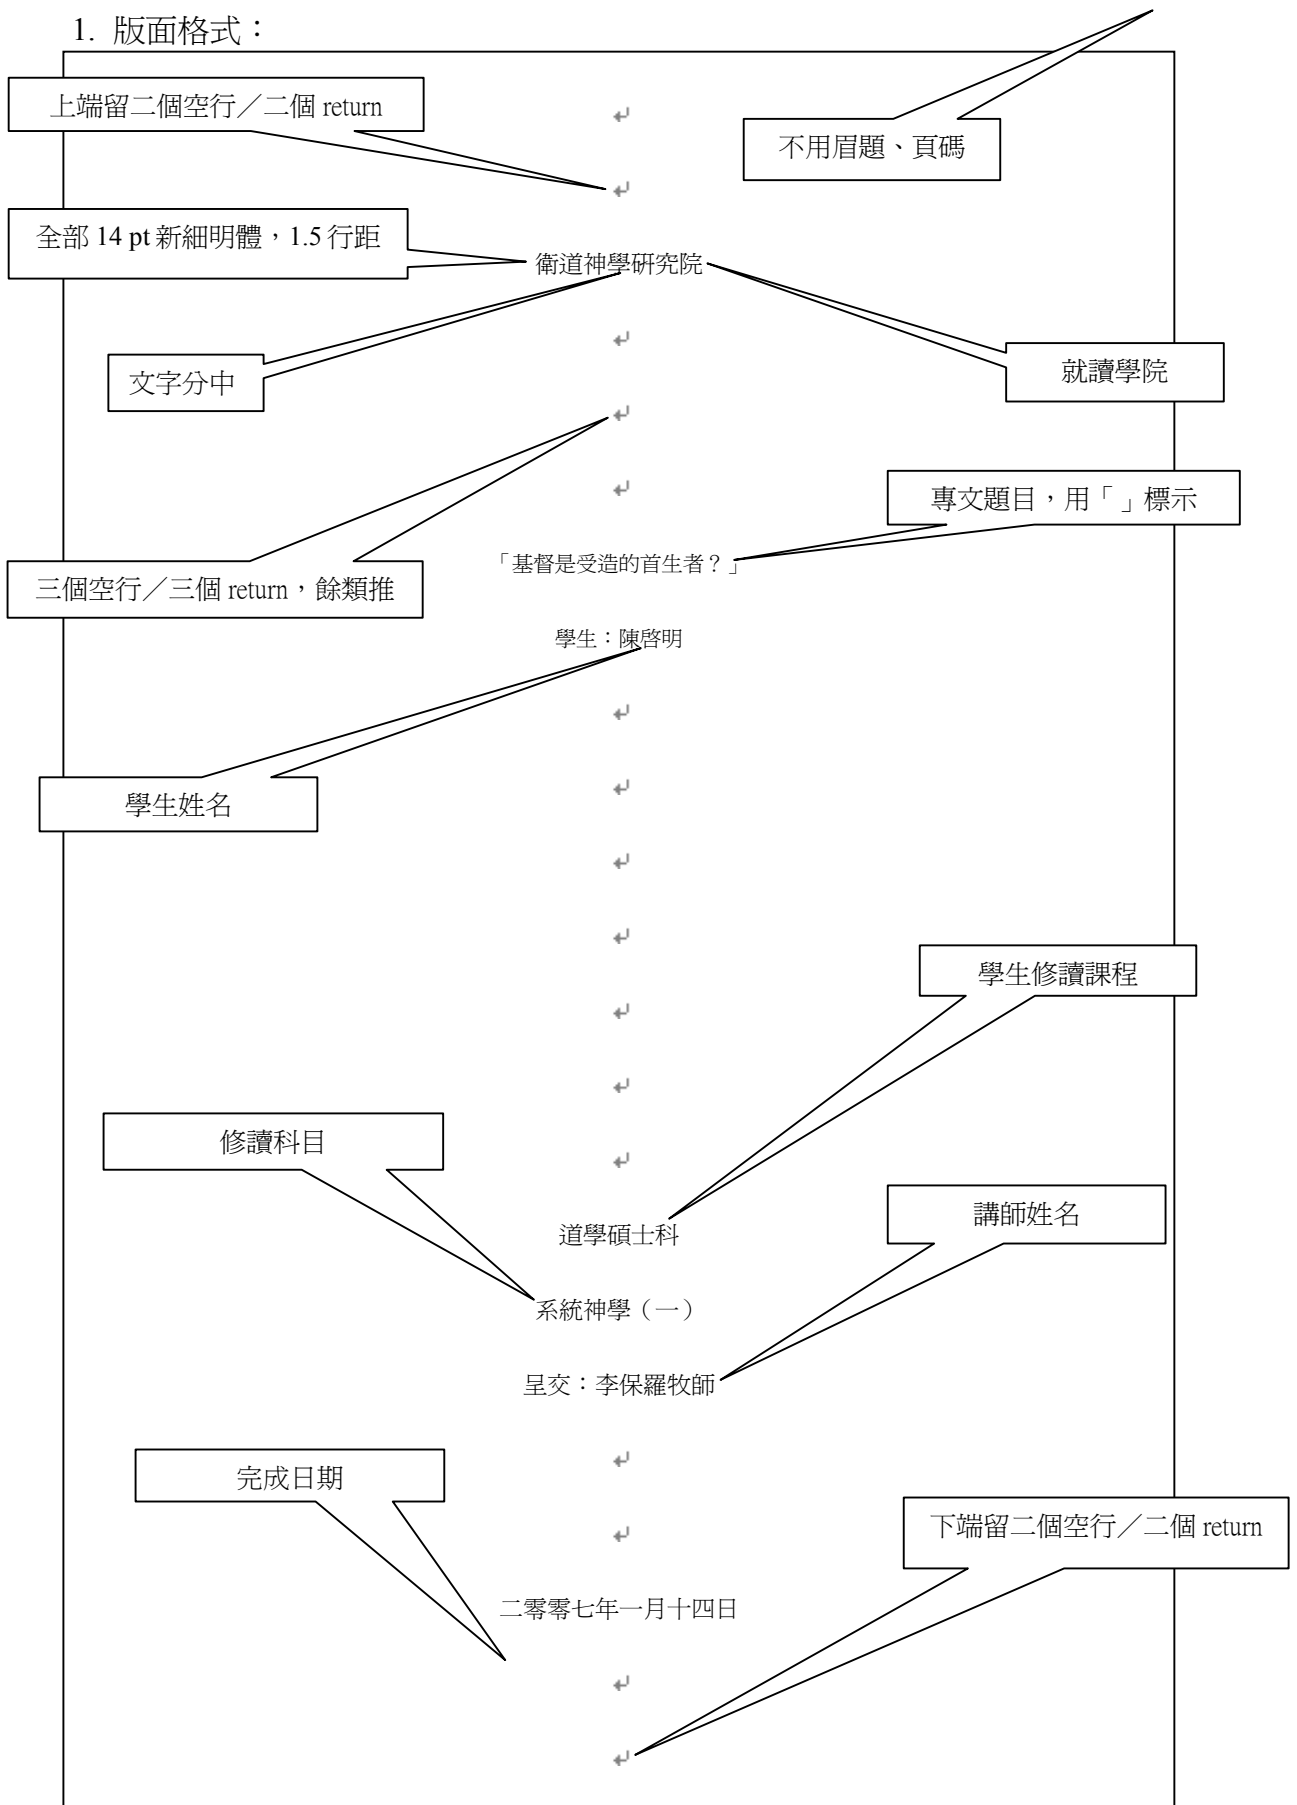 1. 版面格式：
上端留二個空行／二個 return
不用眉題、頁碼
全部 14 pt 新細明體，1.5 行距
衛道神學研究院
就讀學院
文字分中
專文題目，用「」標示
「基督是受造的首生者？」
三個空行／三個 return，餘類推
學生：陳啓明
學生姓名
學生修讀課程
修讀科目
講師姓名
道學碩士科
系統神學（一）
呈交：李保羅牧師
完成日期
下端留二個空行／二個 return
二零零七年一月十四日